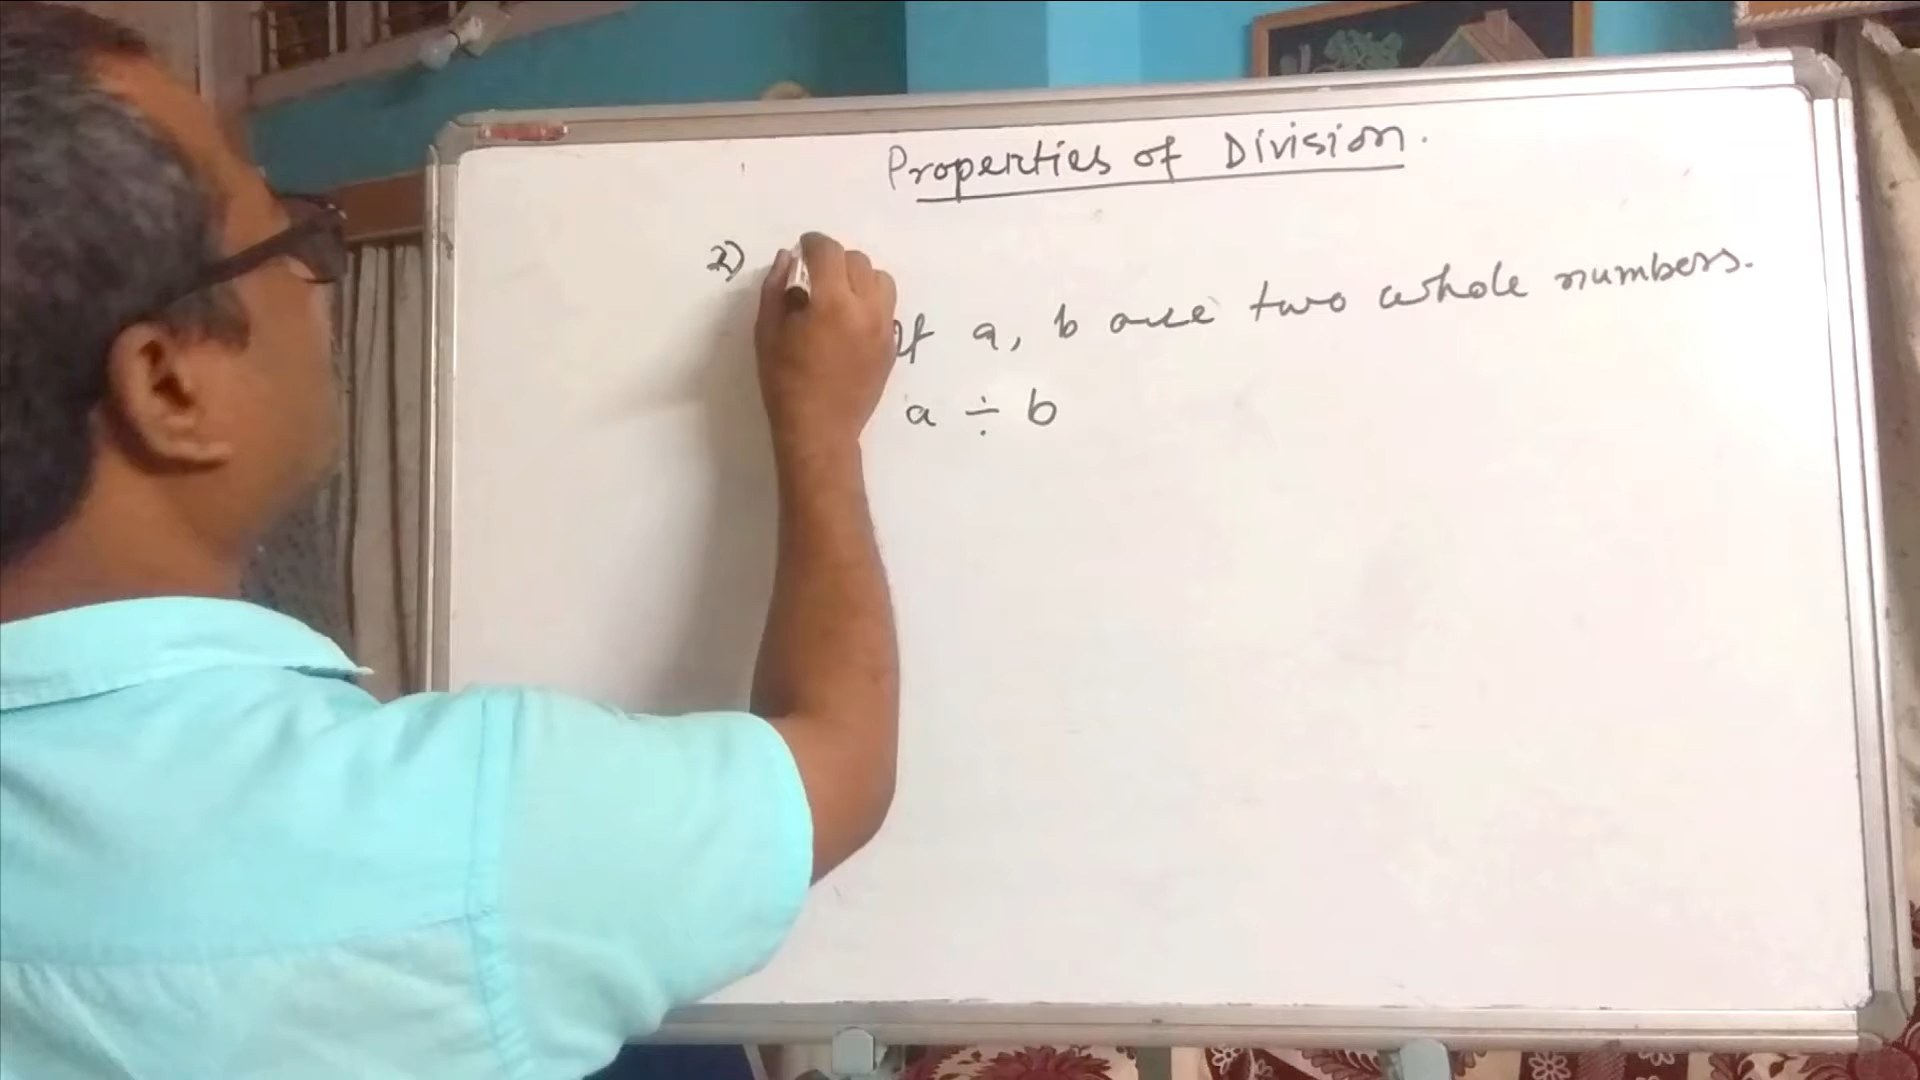 Properties of Division.
2)
If a, b are two whole numbers.
a ÷ b